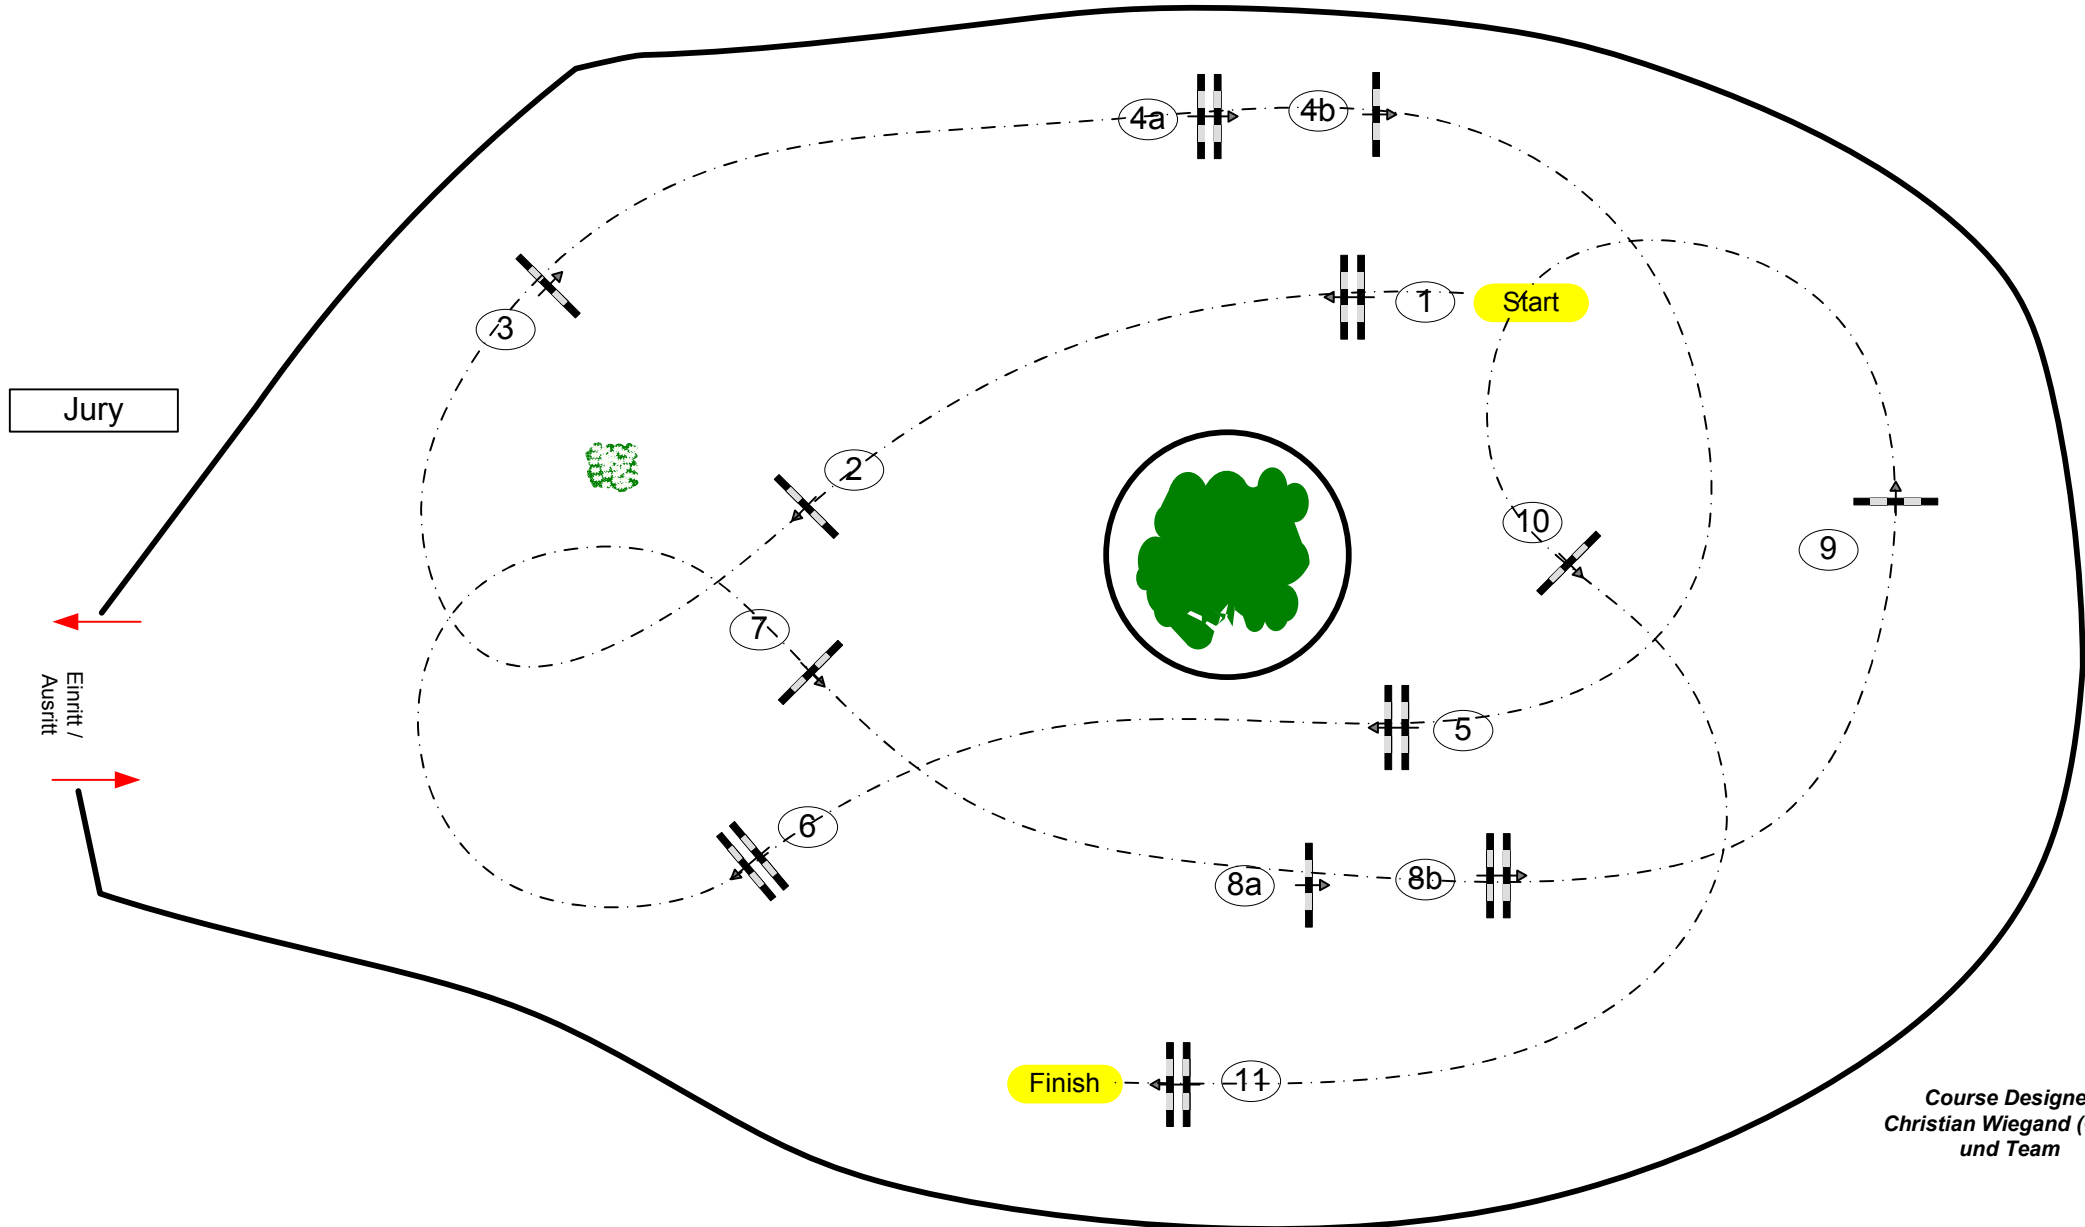 4a
4b
1
Start
3
Jury
2
10
9
7
Einritt /
Ausritt
5
6
8a
8b
Finish
11
Course Designe
Christian Wiegand (
und Team